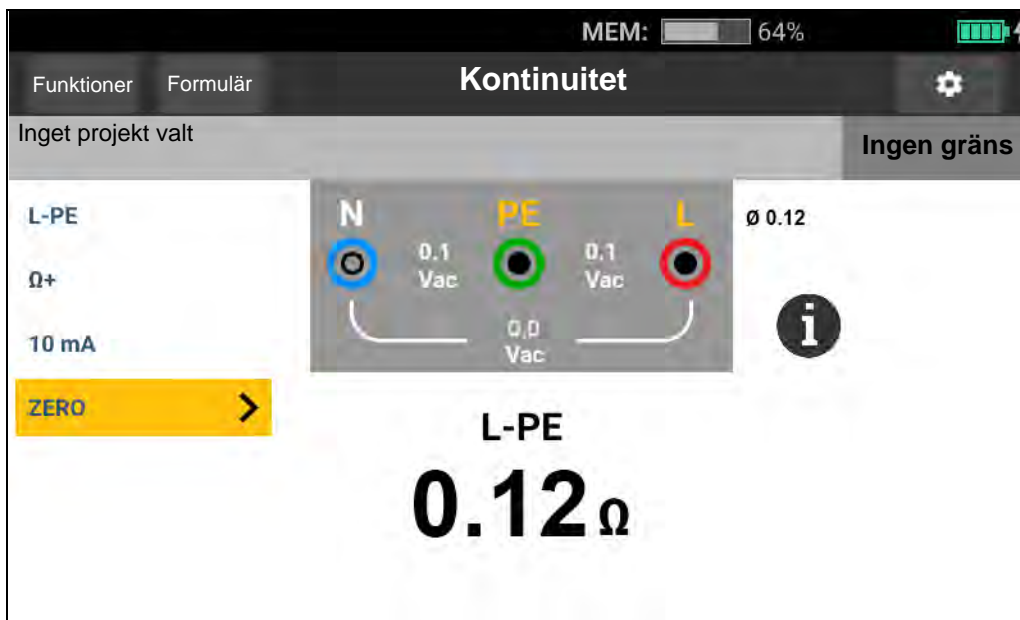 MEM: 64%
Funktioner Formulär Kontinuitet
Inget projekt valt
Ingen gräns
L-PE
Ω+
10 mA
ZERO
N PE L
0.1 Vac
0.1 Vac
0,0 Vac
Ø 0.12
i
L-PE
0.12 Ω